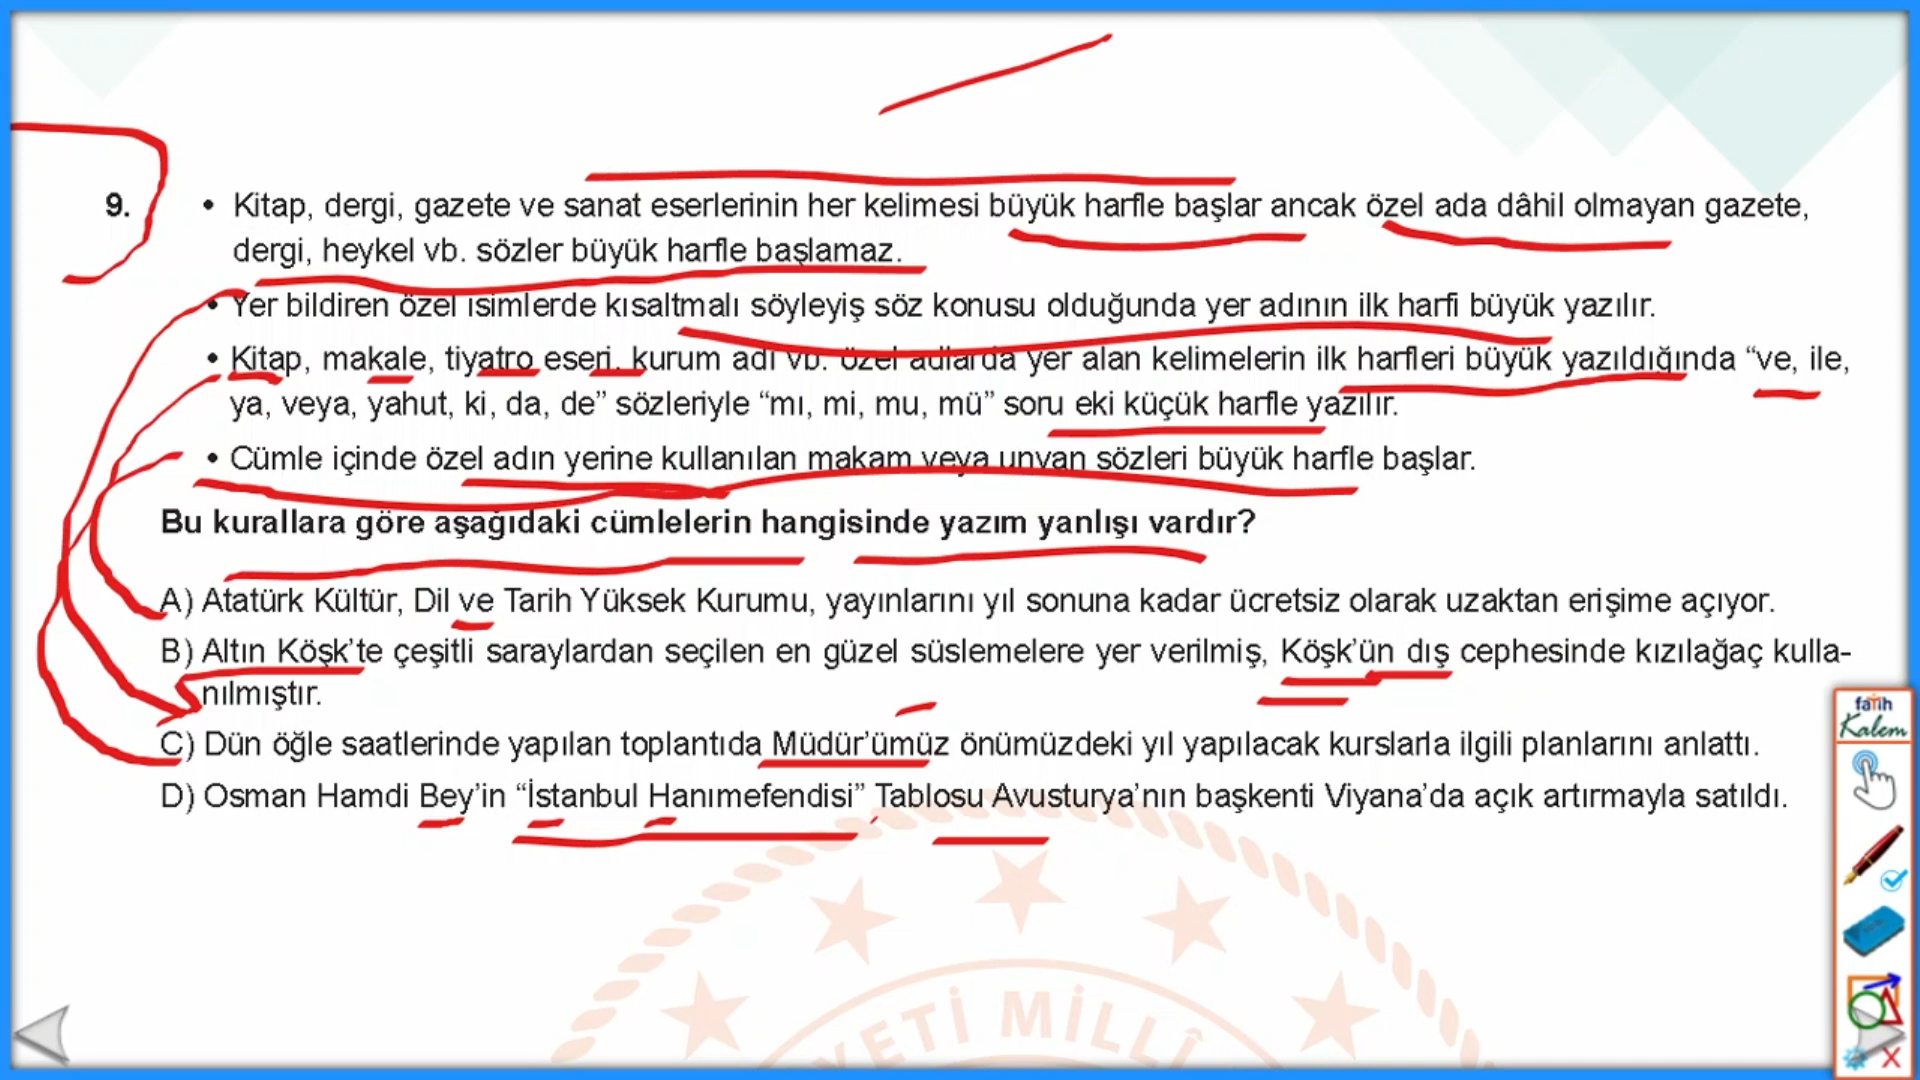 9.
• Kitap, dergi, gazete ve sanat eserlerinin her kelimesi büyük harfle başlar ancak özel ada dâhil olmayan gazete,
dergi, heykel vb. sözler büyük harfle başlamaz.
• Yer bildiren özel isimlerde kısaltmalı söyleyiş söz konusu olduğunda yer adının ilk harfi büyük yazılır.
• Kitap, makale, tiyatro eseri, kurum adı vb. özel adlarda yer alan kelimelerin ilk harfleri büyük yazıldığında “ve, ile,
ya, veya, yahut, ki, da, de” sözleriyle “mı, mi, mu, mü” soru eki küçük harfle yazılır.
• Cümle içinde özel adın yerine kullanılan makam veya unvan sözleri büyük harfle başlar.
Bu kurallara göre aşağıdaki cümlelerin hangisinde yazım yanlışı vardır?
A) Atatürk Kültür, Dil ve Tarih Yüksek Kurumu, yayınlarını yıl sonuna kadar ücretsiz olarak uzaktan erişime açıyor.
B) Altın Köşk’te çeşitli saraylardan seçilen en güzel süslemelere yer verilmiş, Köşk’ün dış cephesinde kızılağaç kulla-
nılmıştır.
C) Dün öğle saatlerinde yapılan toplantıda Müdür’ümüz önümüzdeki yıl yapılacak kurslarla ilgili planlarını anlattı.
D) Osman Hamdi Bey’in “İstanbul Hanımefendisi” Tablosu Avusturya’nın başkenti Viyana’da açık artırmayla satıldı.
fatih
Kalem
YETİ MİLLÎ
X